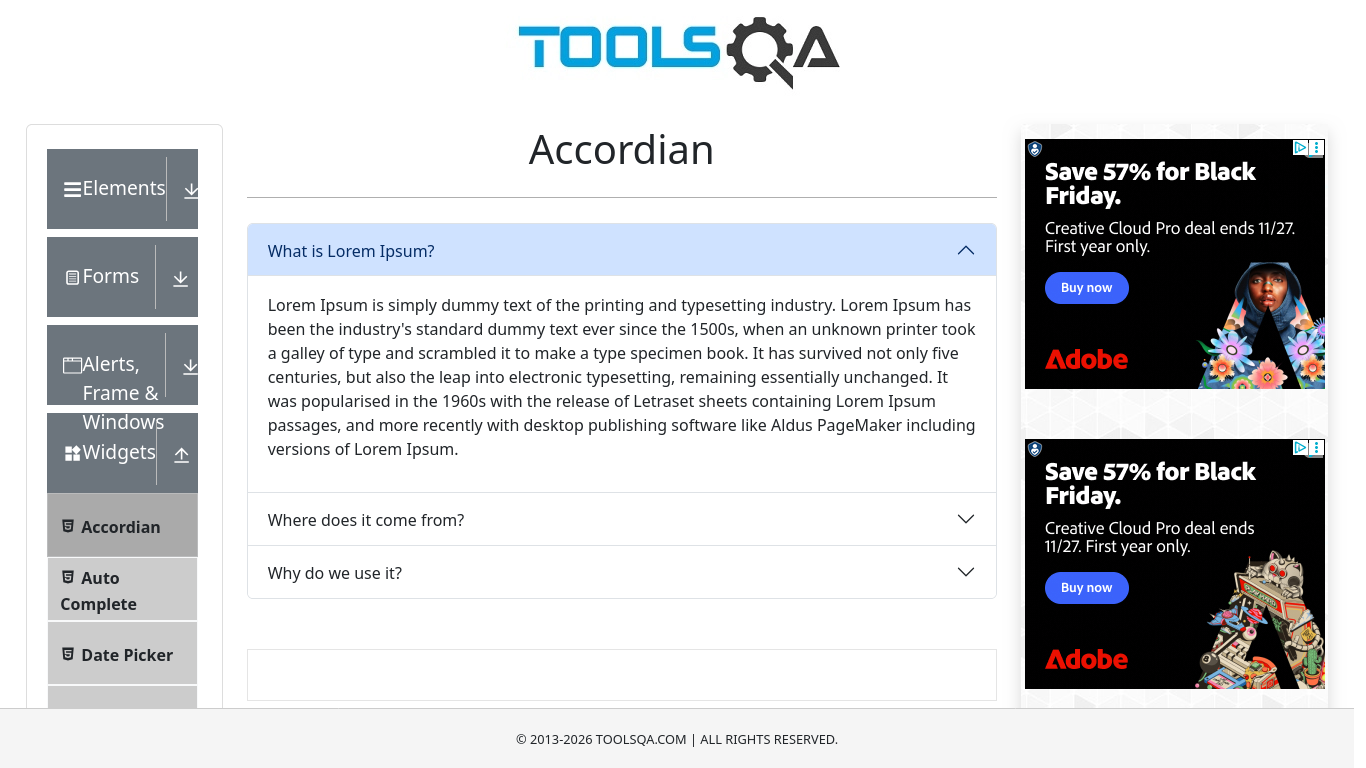 TOOLSQA
Elements
Forms
Alerts,
Frame &
Windows
Widgets
Accordian
Auto
Complete
Date Picker
Accordian
What is Lorem Ipsum?
Lorem Ipsum is simply dummy text of the printing and typesetting industry. Lorem Ipsum has
been the industry's standard dummy text ever since the 1500s, when an unknown printer took
a galley of type and scrambled it to make a type specimen book. It has survived not only five
centuries, but also the leap into electronic typesetting, remaining essentially unchanged. It
was popularised in the 1960s with the release of Letraset sheets containing Lorem Ipsum
passages, and more recently with desktop publishing software like Aldus PageMaker including
versions of Lorem Ipsum.
Where does it come from?
Why do we use it?
Save 57% for Black
Friday.
Creative Cloud Pro deal ends 11/27.
First year only.
Buy now
Adobe
Save 57% for Black
Friday.
Creative Cloud Pro deal ends
11/27. First year only.
Buy now
Adobe
© 2013-2026 TOOLSQA.COM | ALL RIGHTS RESERVED.